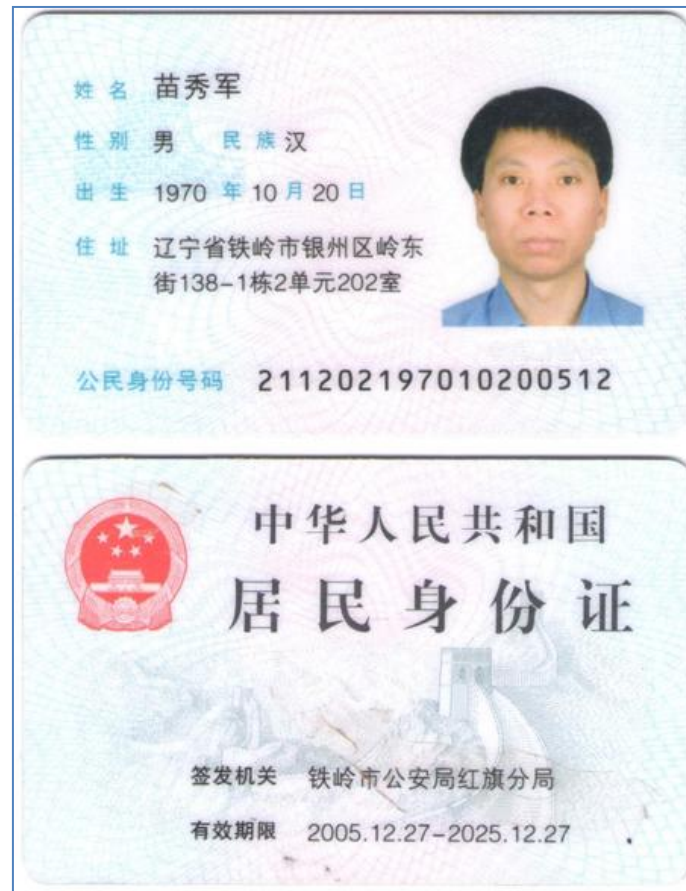 姓名 苗秀军
性别 男 民族 汉
出生 1970 年 10 月 20 日
住址 辽宁省铁岭市银州区岭东
街138-1栋2单元202室
公民身份号码 211202197010200512
中华人民共和国
居民身份证
签发机关 铁岭市公安局红旗分局
有效期限 2005.12.27-2025.12.27